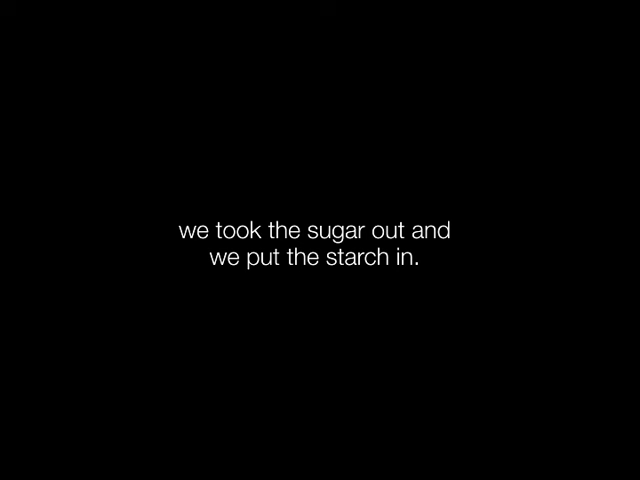 we took the sugar out and
we put the starch in.